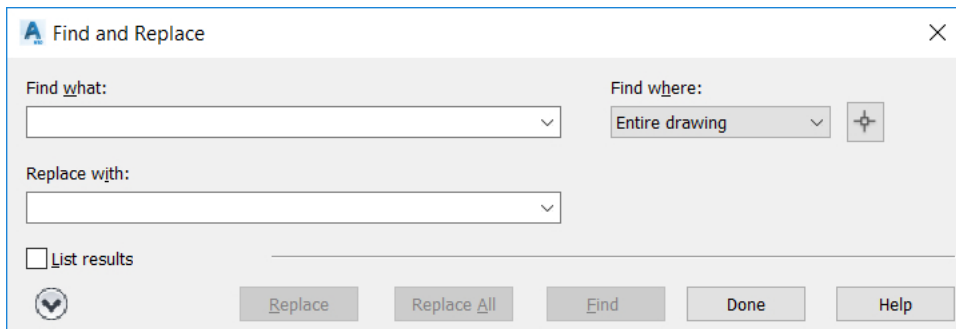 Find and Replace
Find what:
Find where:
Entire drawing
Replace with:
List results
Replace
Replace All
Find
Done
Help